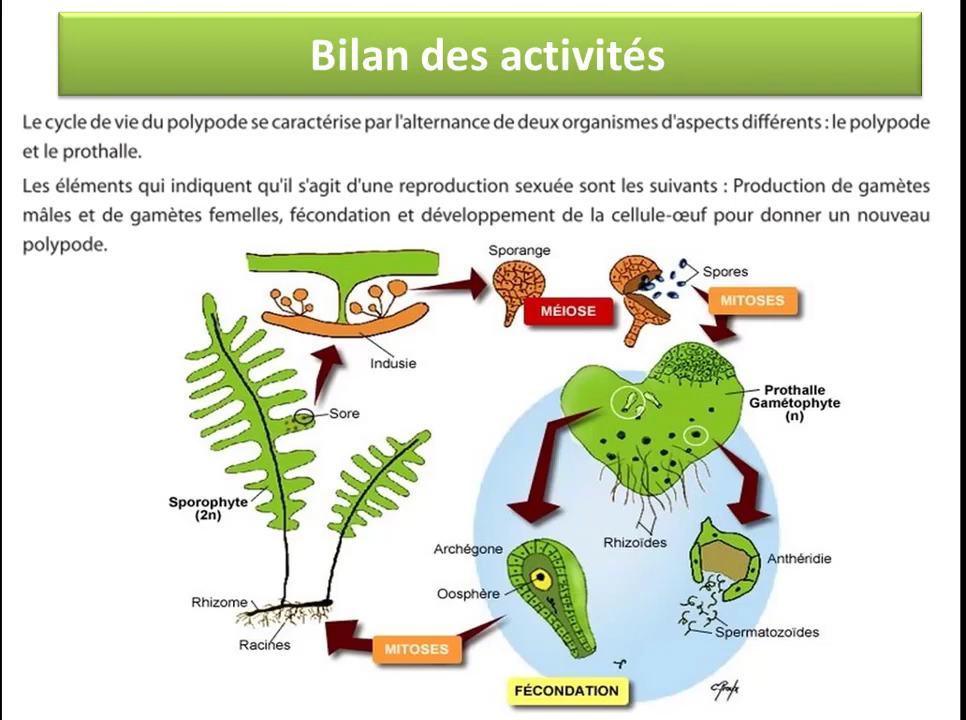 Bilan des activités
Le cycle de vie du polypode se caractérise par l'alternance de deux organismes d'aspects différents : le polypode
et le prothalle.
Les éléments qui indiquent qu'il s'agit d'une reproduction sexuée sont les suivants : Production de gamètes
mâles et de gamètes femelles, fécondation et développement de la cellule-œuf pour donner un nouveau
polypode.
Sporange
Spores
MÉIOSE
MITOSES
Indusie
Prothalle
Gamétophyte
(n)
Sore
Sporophyte
(2n)
Rhizoïdes
Archégone
Anthéridie
Oosphère
Rhizome
Spermatozoïdes
Racines
MITOSES
FÉCONDATION